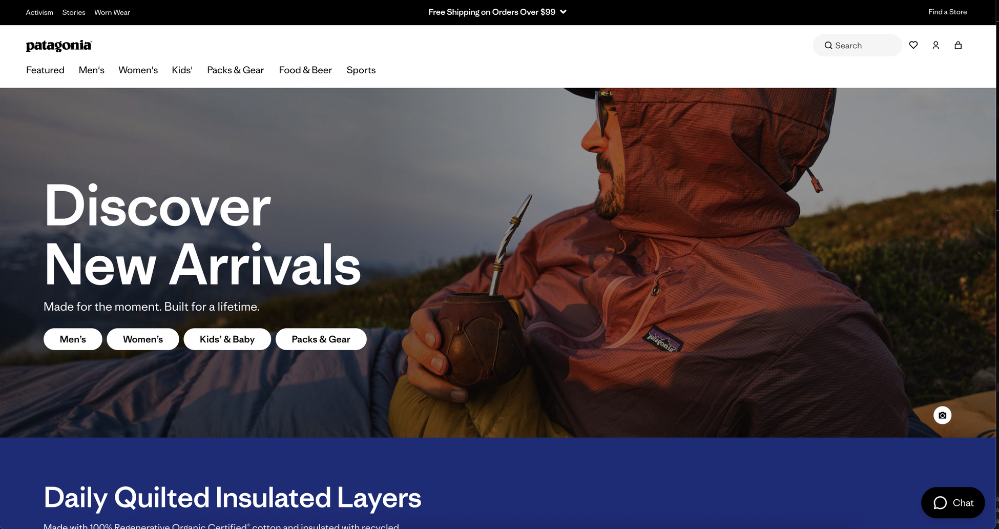 Activism Stories Worn Wear
Free Shipping on Orders Over $99
Find a Store
patagonia®
Search
Featured Men's Women's Kids' Packs & Gear Food & Beer Sports
Discover
New Arrivals
Made for the moment. Built for a lifetime.
Men’s Women’s Kids’ & Baby Packs & Gear
patagonia
Daily Quilted Insulated Layers
Made with 100% Regenerative Organic Certified® cotton and insulated with recycled
Chat